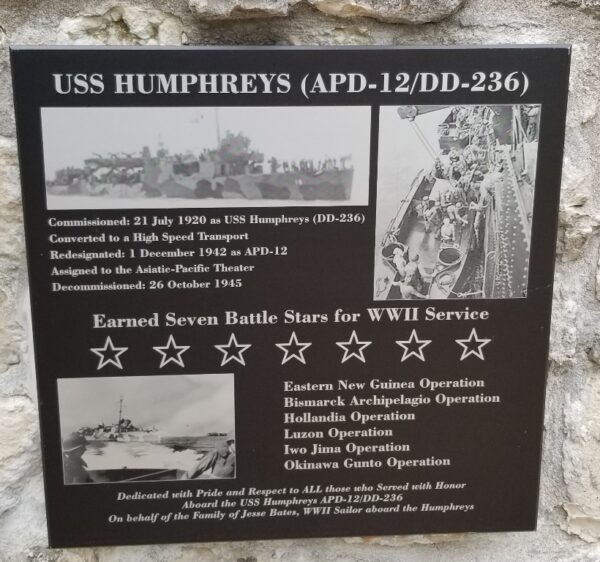 USS HUMPHREYS (APD-12/DD-236)
Commissioned: 21 July 1920 as USS Humphreys (DD-236)
Converted to a High Speed Transport
Redesignated: 1 December 1942 as APD-12
Assigned to the Asiatic-Pacific Theater
Decommissioned: 26 October 1945
Earned Seven Battle Stars for WWII Service
Eastern New Guinea Operation
Bismarck Archipelagio Operation
Hollandia Operation
Luzon Operation
Iwo Jima Operation
Okinawa Gunto Operation
Dedicated with Pride and Respect to ALL those who Served with Honor
Aboard the USS Humphreys APD-12/DD-236
On behalf of the Family of Jesse Bates, WWII Sailor aboard the Humphreys